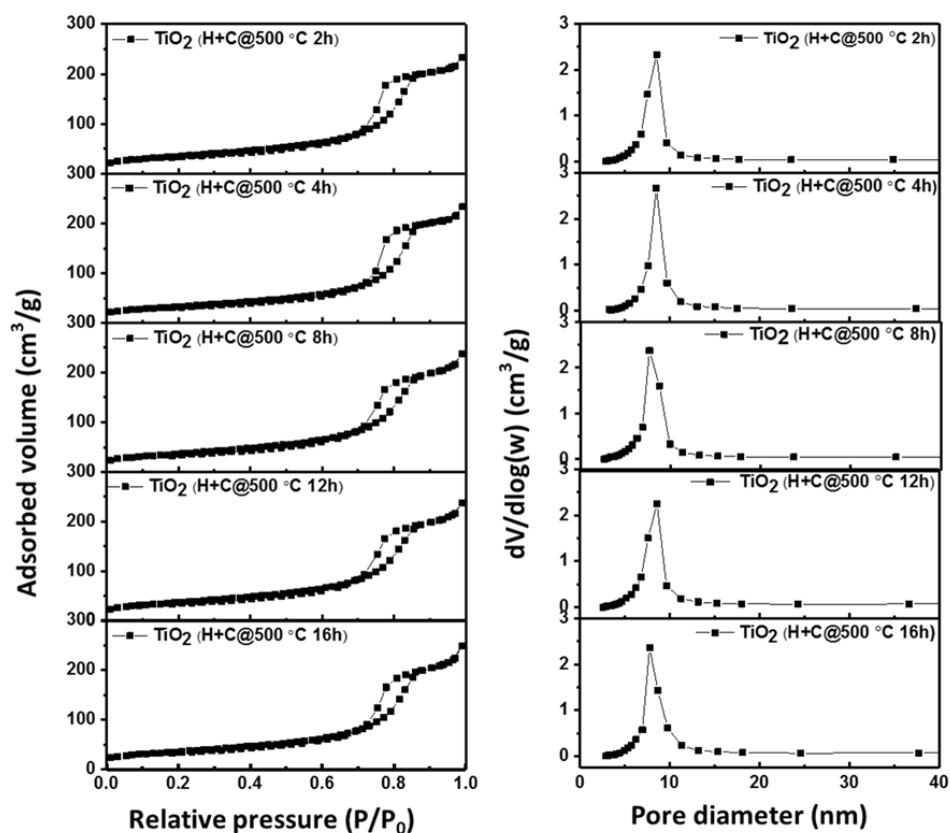 Adsorbed volume (cm³/g)
300
TiO₂ (H+C@500 °C 2h)
200
100
300
TiO₂ (H+C@500 °C 4h)
200
100
300
TiO₂ (H+C@500 °C 8h)
200
100
300
TiO₂ (H+C@500 °C 12h)
200
100
300
TiO₂ (H+C@500 °C 16h)
200
100
0
0.0 0.2 0.4 0.6 0.8 1.0
Relative pressure (P/P₀)
dV/dlog(w) (cm³/g)
3
TiO₂ (H+C@500 °C 2h)
2
1
0
3
TiO₂ (H+C@500 °C 4h)
2
1
0
3
TiO₂ (H+C@500 °C 8h)
2
1
0
3
TiO₂ (H+C@500 °C 12h)
2
1
0
3
TiO₂ (H+C@500 °C 16h)
2
1
0
0 10 20 30 40
Pore diameter (nm)